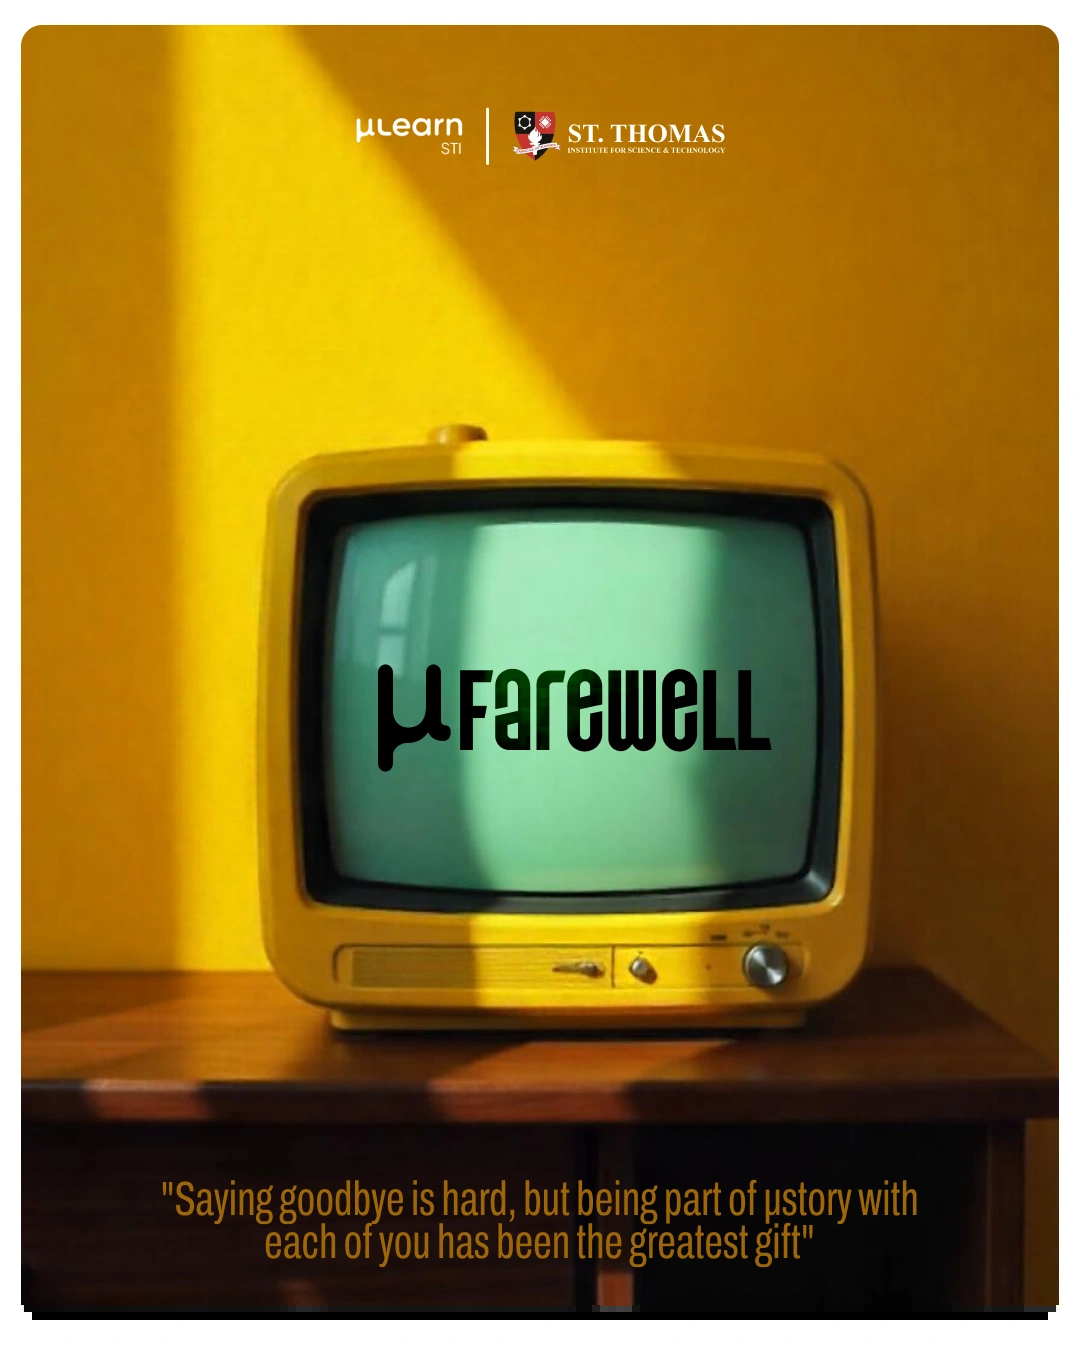 µLearn
STI
ST. THOMAS
INSTITUTE FOR SCIENCE & TECHNOLOGY
µFarewell
"Saying goodbye is hard, but being part of µstory with
each of you has been the greatest gift"